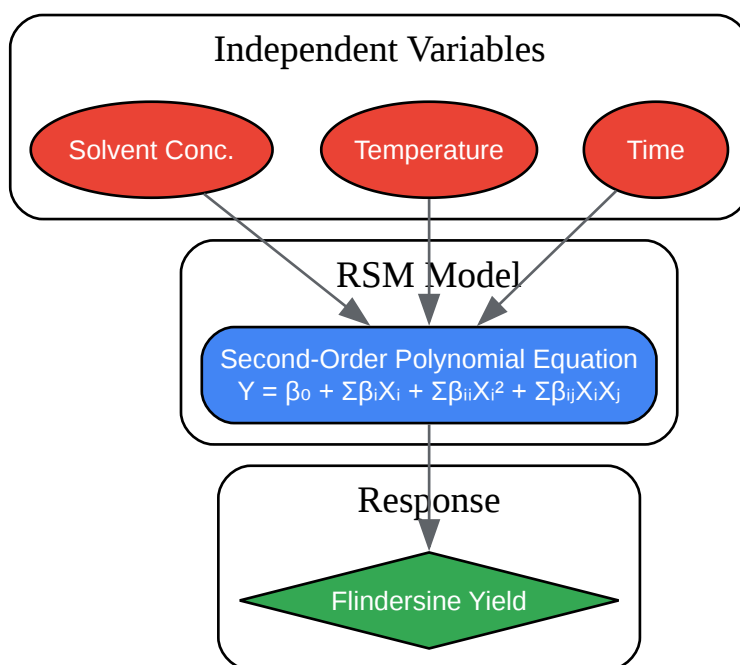 Independent Variables
Solvent Conc.
Temperature
Time
RSM Model
Second-Order Polynomial Equation
Y = β₀ + ΣβᵢXᵢ + ΣβᵢᵢXᵢ² + ΣβᵢⱼXᵢXⱼ
Response
Flindersine Yield